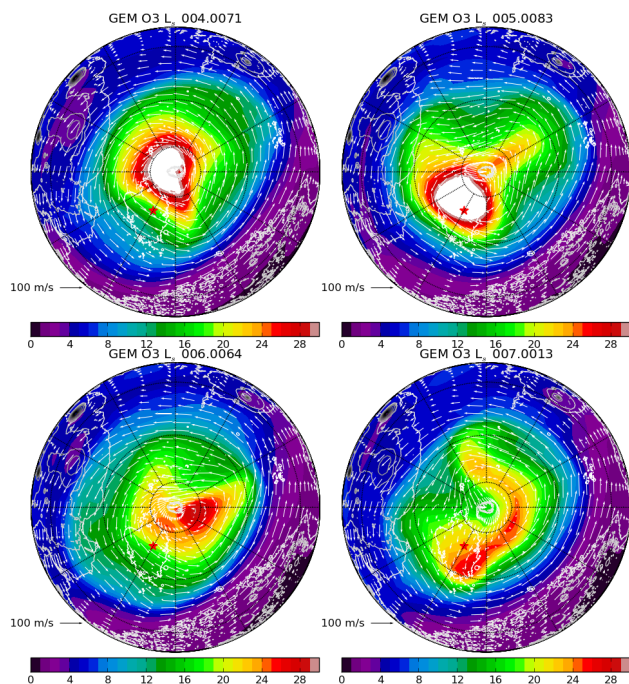 GEM O3 Ls 004.0071
GEM O3 Ls 005.0083
100 m/s
100 m/s
0 4 8 12 16 20 24 28
0 4 8 12 16 20 24 28
GEM O3 Ls 006.0064
GEM O3 Ls 007.0013
100 m/s
100 m/s
0 4 8 12 16 20 24 28
0 4 8 12 16 20 24 28